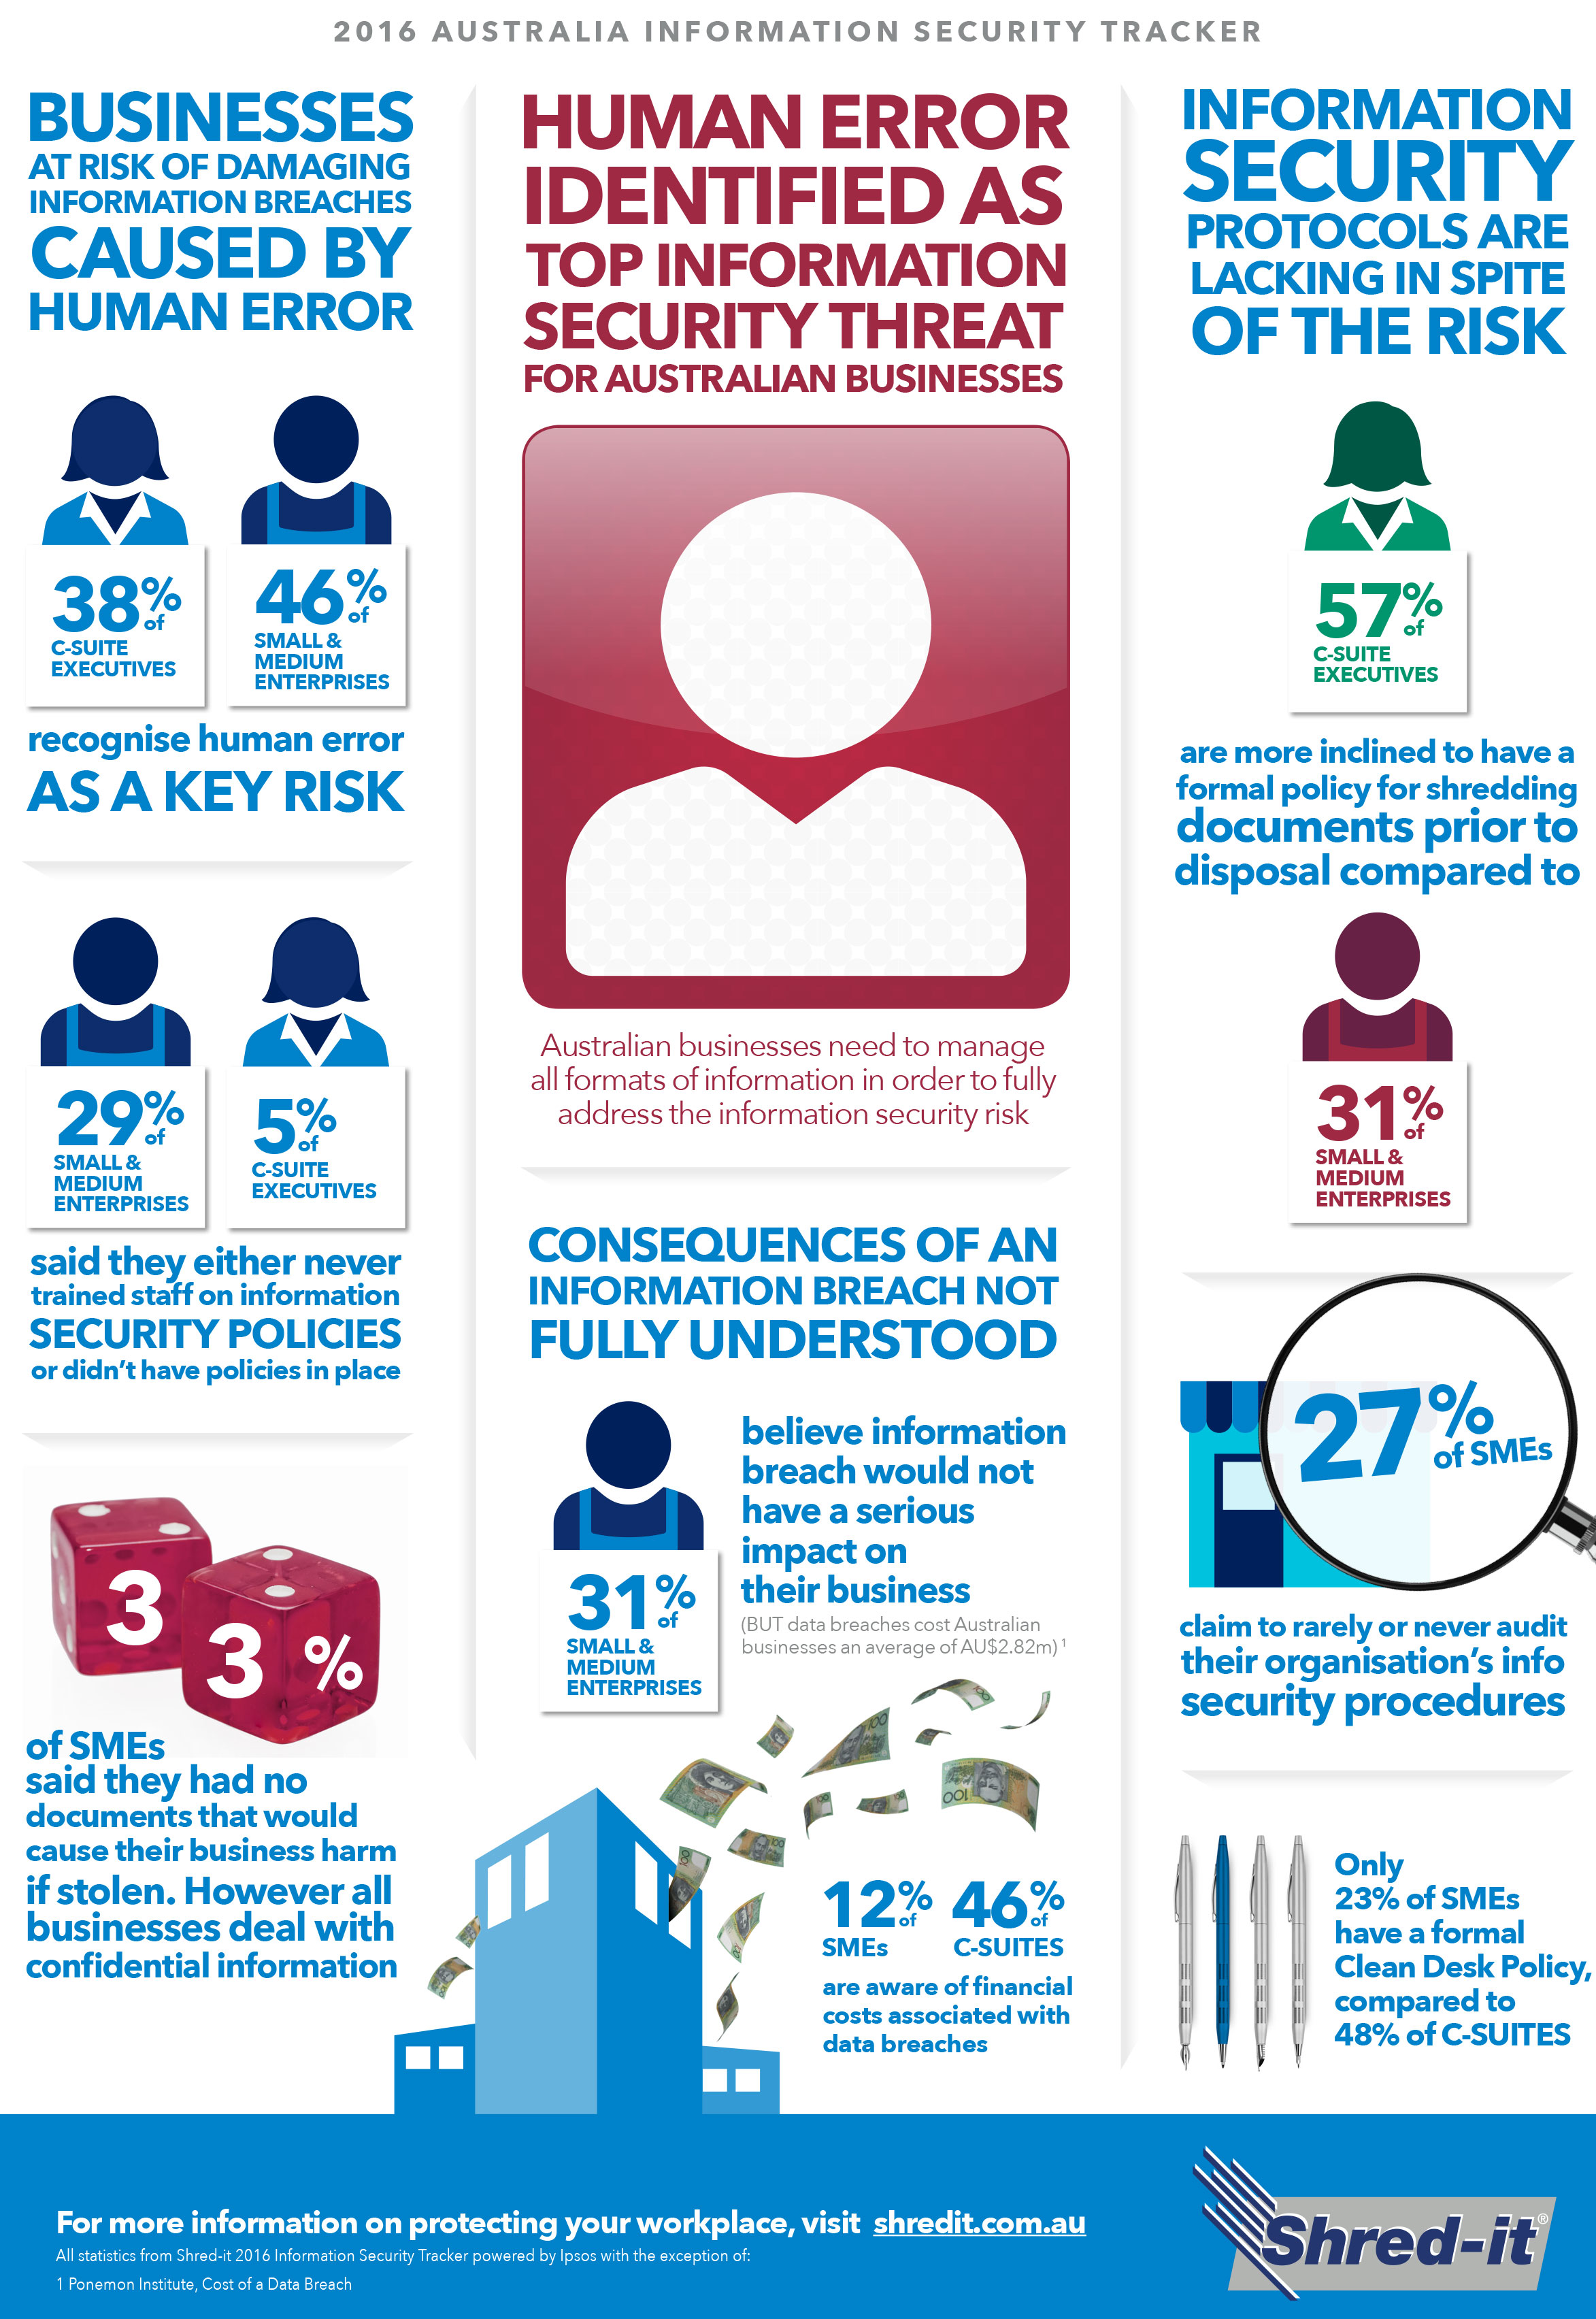 2016 AUSTRALIA INFORMATION SECURITY TRACKER
BUSINESSES
AT RISK OF DAMAGING
INFORMATION BREACHES
CAUSED BY
HUMAN ERROR
38% of
C-SUITE
EXECUTIVES
46% of
SMALL &
MEDIUM
ENTERPRISES
recognise human error
AS A KEY RISK
29% of
SMALL &
MEDIUM
ENTERPRISES
5% of
C-SUITE
EXECUTIVES
said they either never
trained staff on information
SECURITY POLICIES
or didn't have policies in place
3 3 %
of SMEs
said they had no
documents that would
cause their business harm
if stolen. However all
businesses deal with
confidential information
HUMAN ERROR
IDENTIFIED AS
TOP INFORMATION
SECURITY THREAT
FOR AUSTRALIAN BUSINESSES
Australian businesses need to manage
all formats of information in order to fully
address the information security risk
CONSEQUENCES OF AN
INFORMATION BREACH NOT
FULLY UNDERSTOOD
31% of
SMALL &
MEDIUM
ENTERPRISES
believe information
breach would not
have a serious
impact on
their business
(BUT data breaches cost Australian
businesses an average of AU$2.82m) 1
100
100
100
12% of
SMEs
46% of
C-SUITES
are aware of financial
costs associated with
data breaches
INFORMATION
SECURITY
PROTOCOLS ARE
LACKING IN SPITE
OF THE RISK
57% of
C-SUITE
EXECUTIVES
are more inclined to have a
formal policy for shredding
documents prior to
disposal compared to
31% of
SMALL &
MEDIUM
ENTERPRISES
27% of SMEs
claim to rarely or never audit
their organisation's info
security procedures
Only
23% of SMEs
have a formal
Clean Desk Policy,
compared to
48% of C-SUITES
For more information on protecting your workplace, visit shredit.com.au
All statistics from Shred-it 2016 Information Security Tracker powered by Ipsos with the exception of:
1 Ponemon Institute, Cost of a Data Breach
Shred-it®